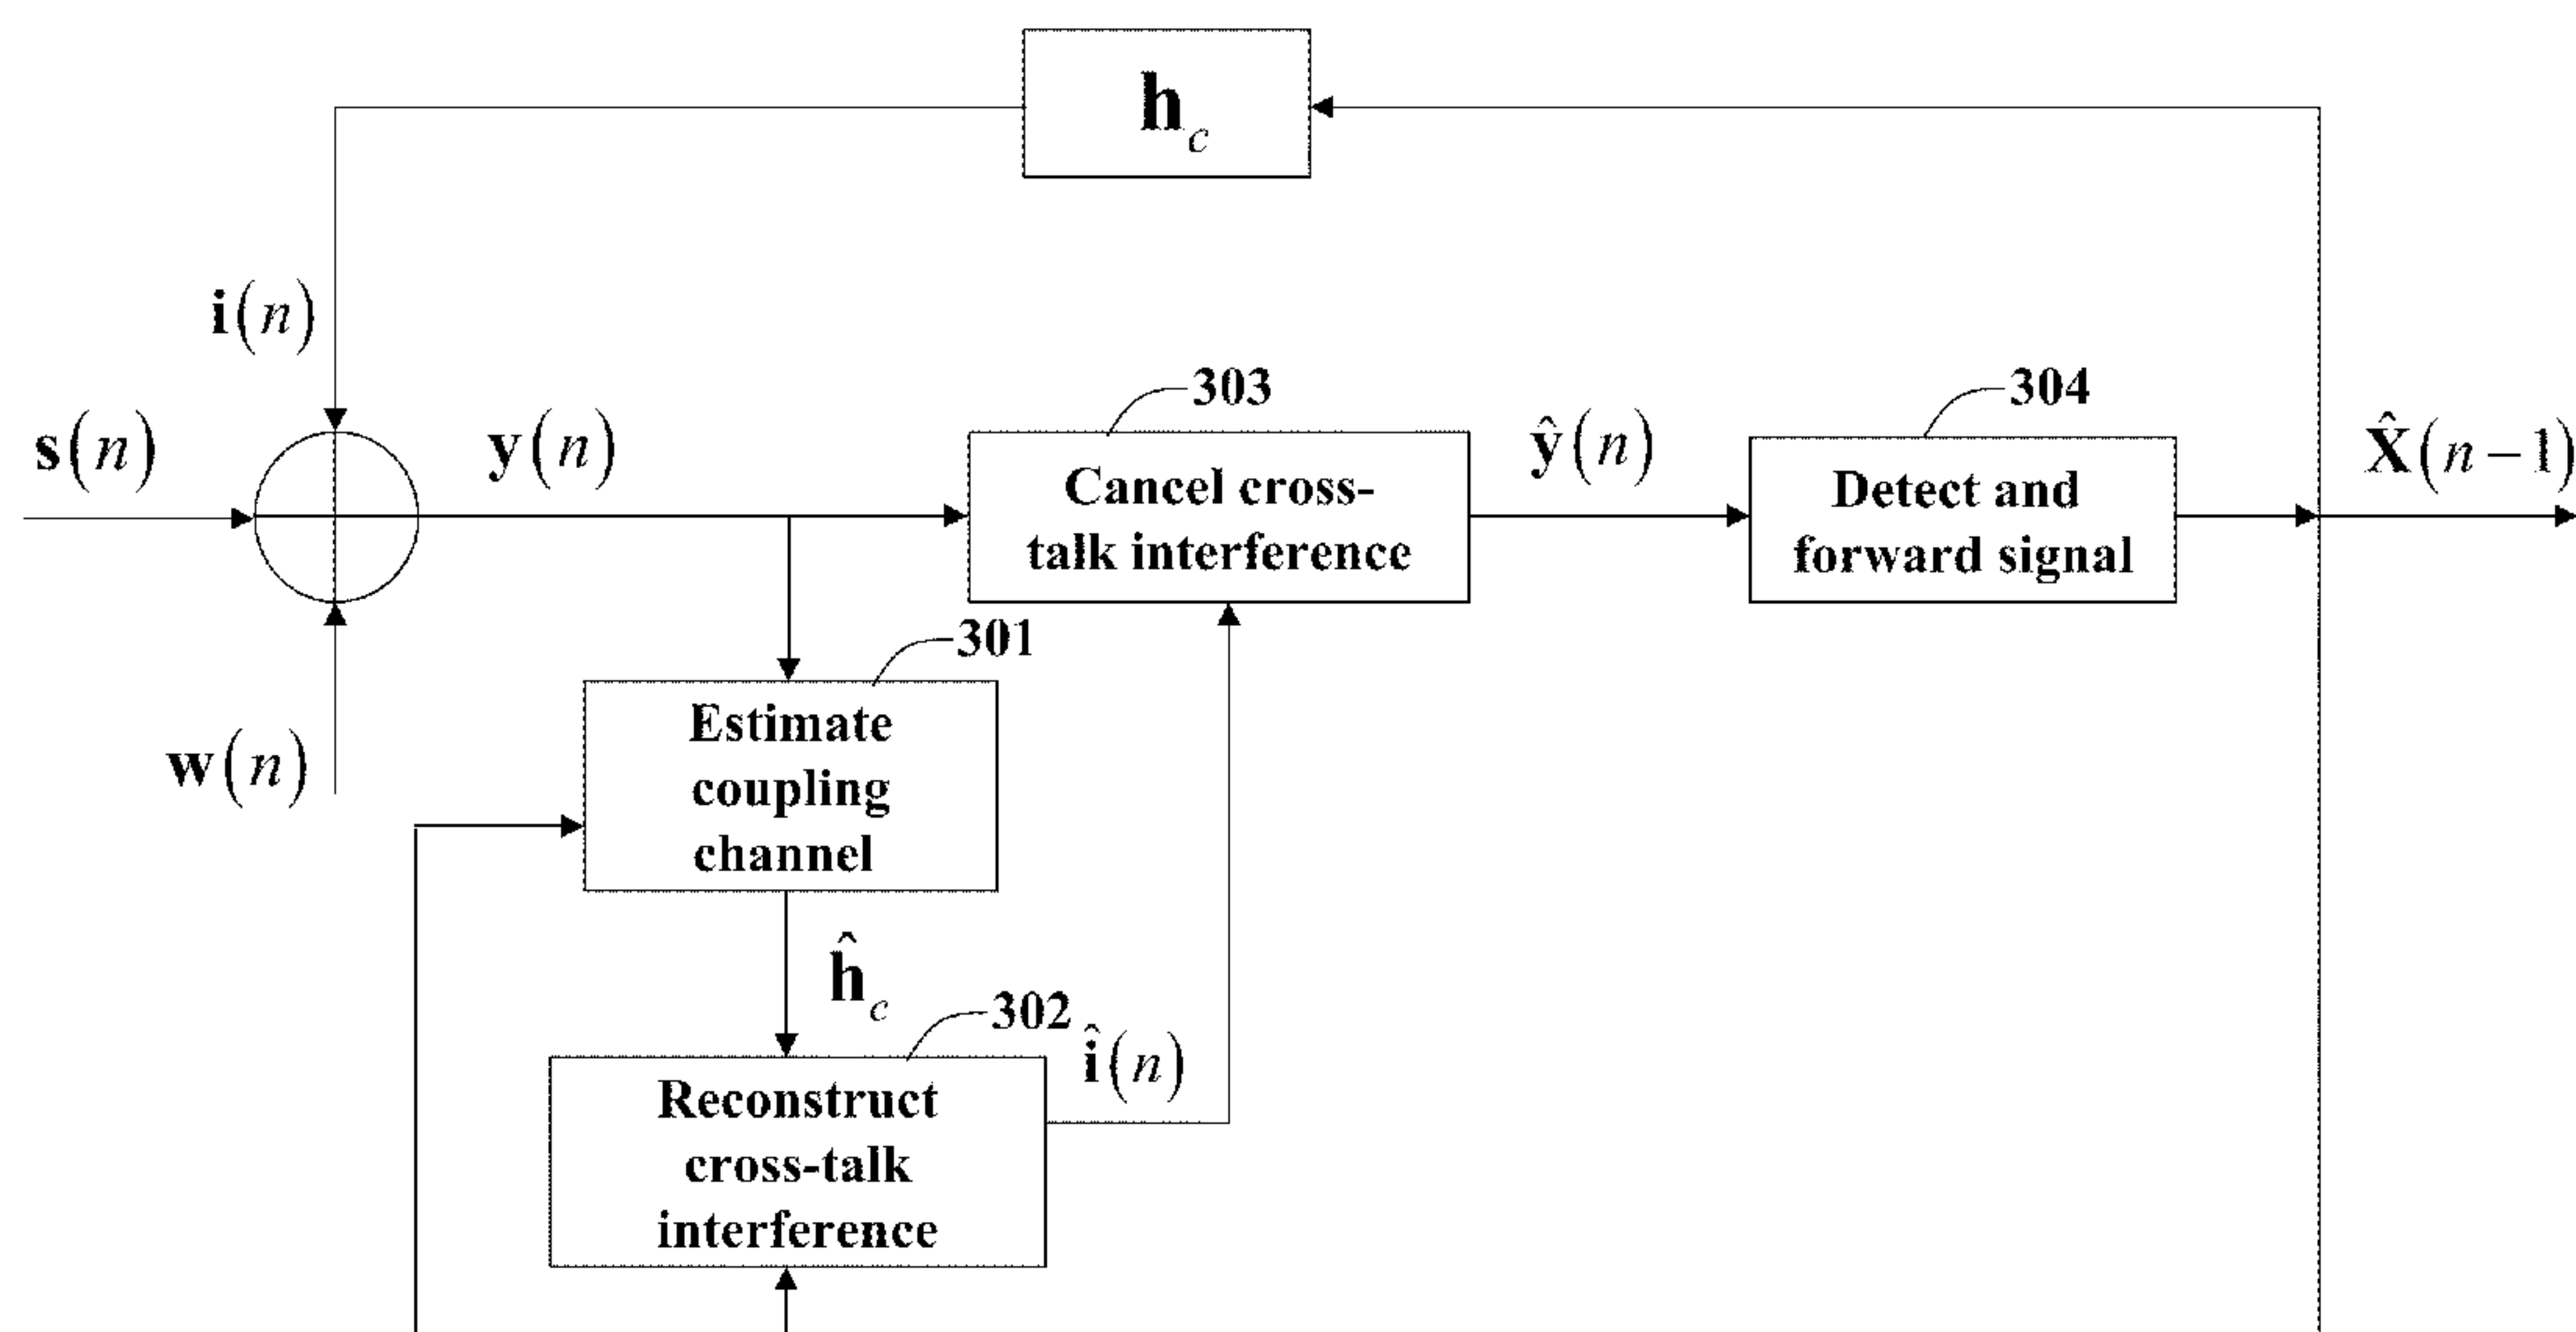 h_c
i(n)
303
304
s(n)
y(n)
ŷ(n)
X̂(n−1)
Cancel cross-
talk interference
Detect and
forward signal
301
w(n)
Estimate
coupling
channel
ĥ_c
302
î(n)
Reconstruct
cross-talk
interference